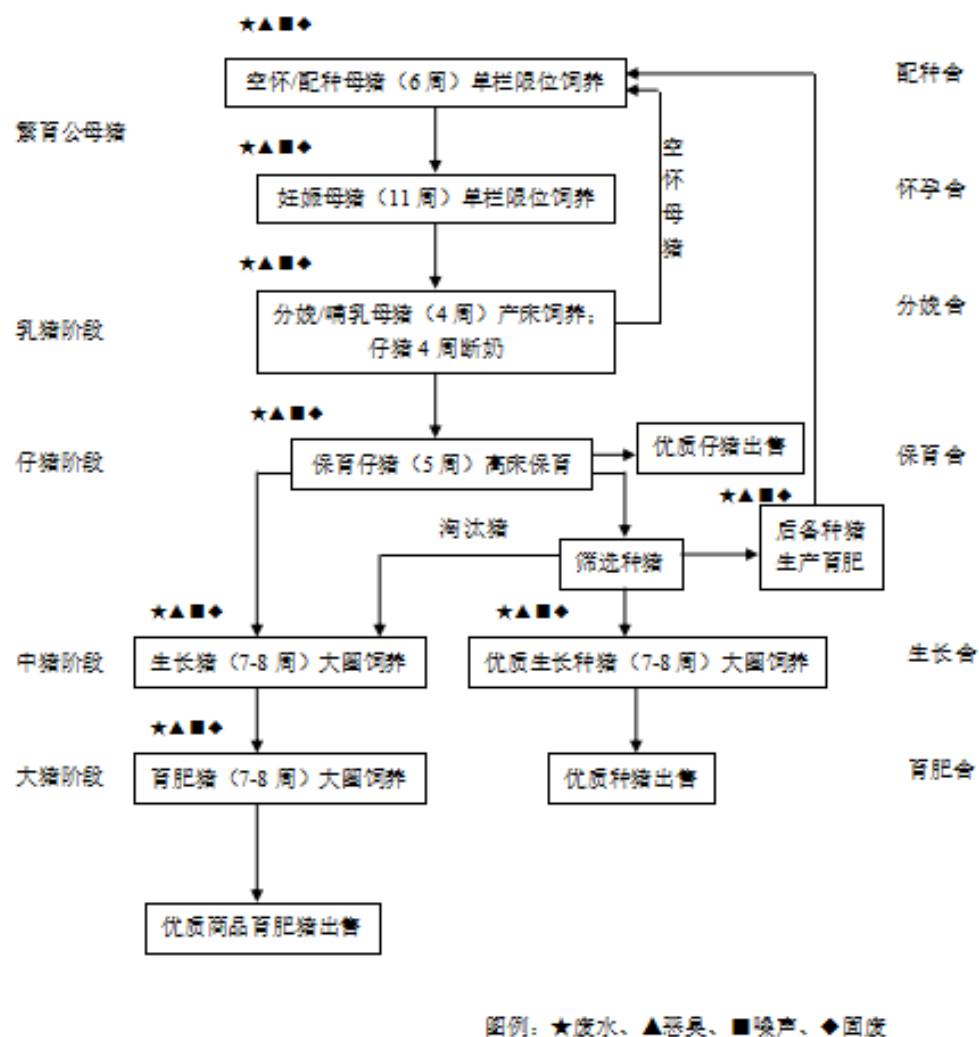 ★▲■◆
空怀/配种母猪（6 周）单栏限位饲养
配种舍
繁育公母猪
★▲■◆
空怀母猪
妊娠母猪（11 周）单栏限位饲养
怀孕舍
★▲■◆
分娩/哺乳母猪（4 周）产床饲养；
仔猪 4 周断奶
分娩舍
乳猪阶段
★▲■◆
优质仔猪出售
仔猪阶段
保育仔猪（5 周）高床保育
保育舍
★▲■◆
淘汰猪
筛选种猪
后备种猪
生产育肥
★▲■◆
★▲■◆
中猪阶段
生长猪（7-8 周）大圈饲养
优质生长种猪（7-8 周）大圈饲养
生长舍
★▲■◆
大猪阶段
育肥猪（7-8 周）大圈饲养
优质种猪出售
育肥舍
优质商品育肥猪出售
图例：★废水、▲恶臭、■噪声、◆固废